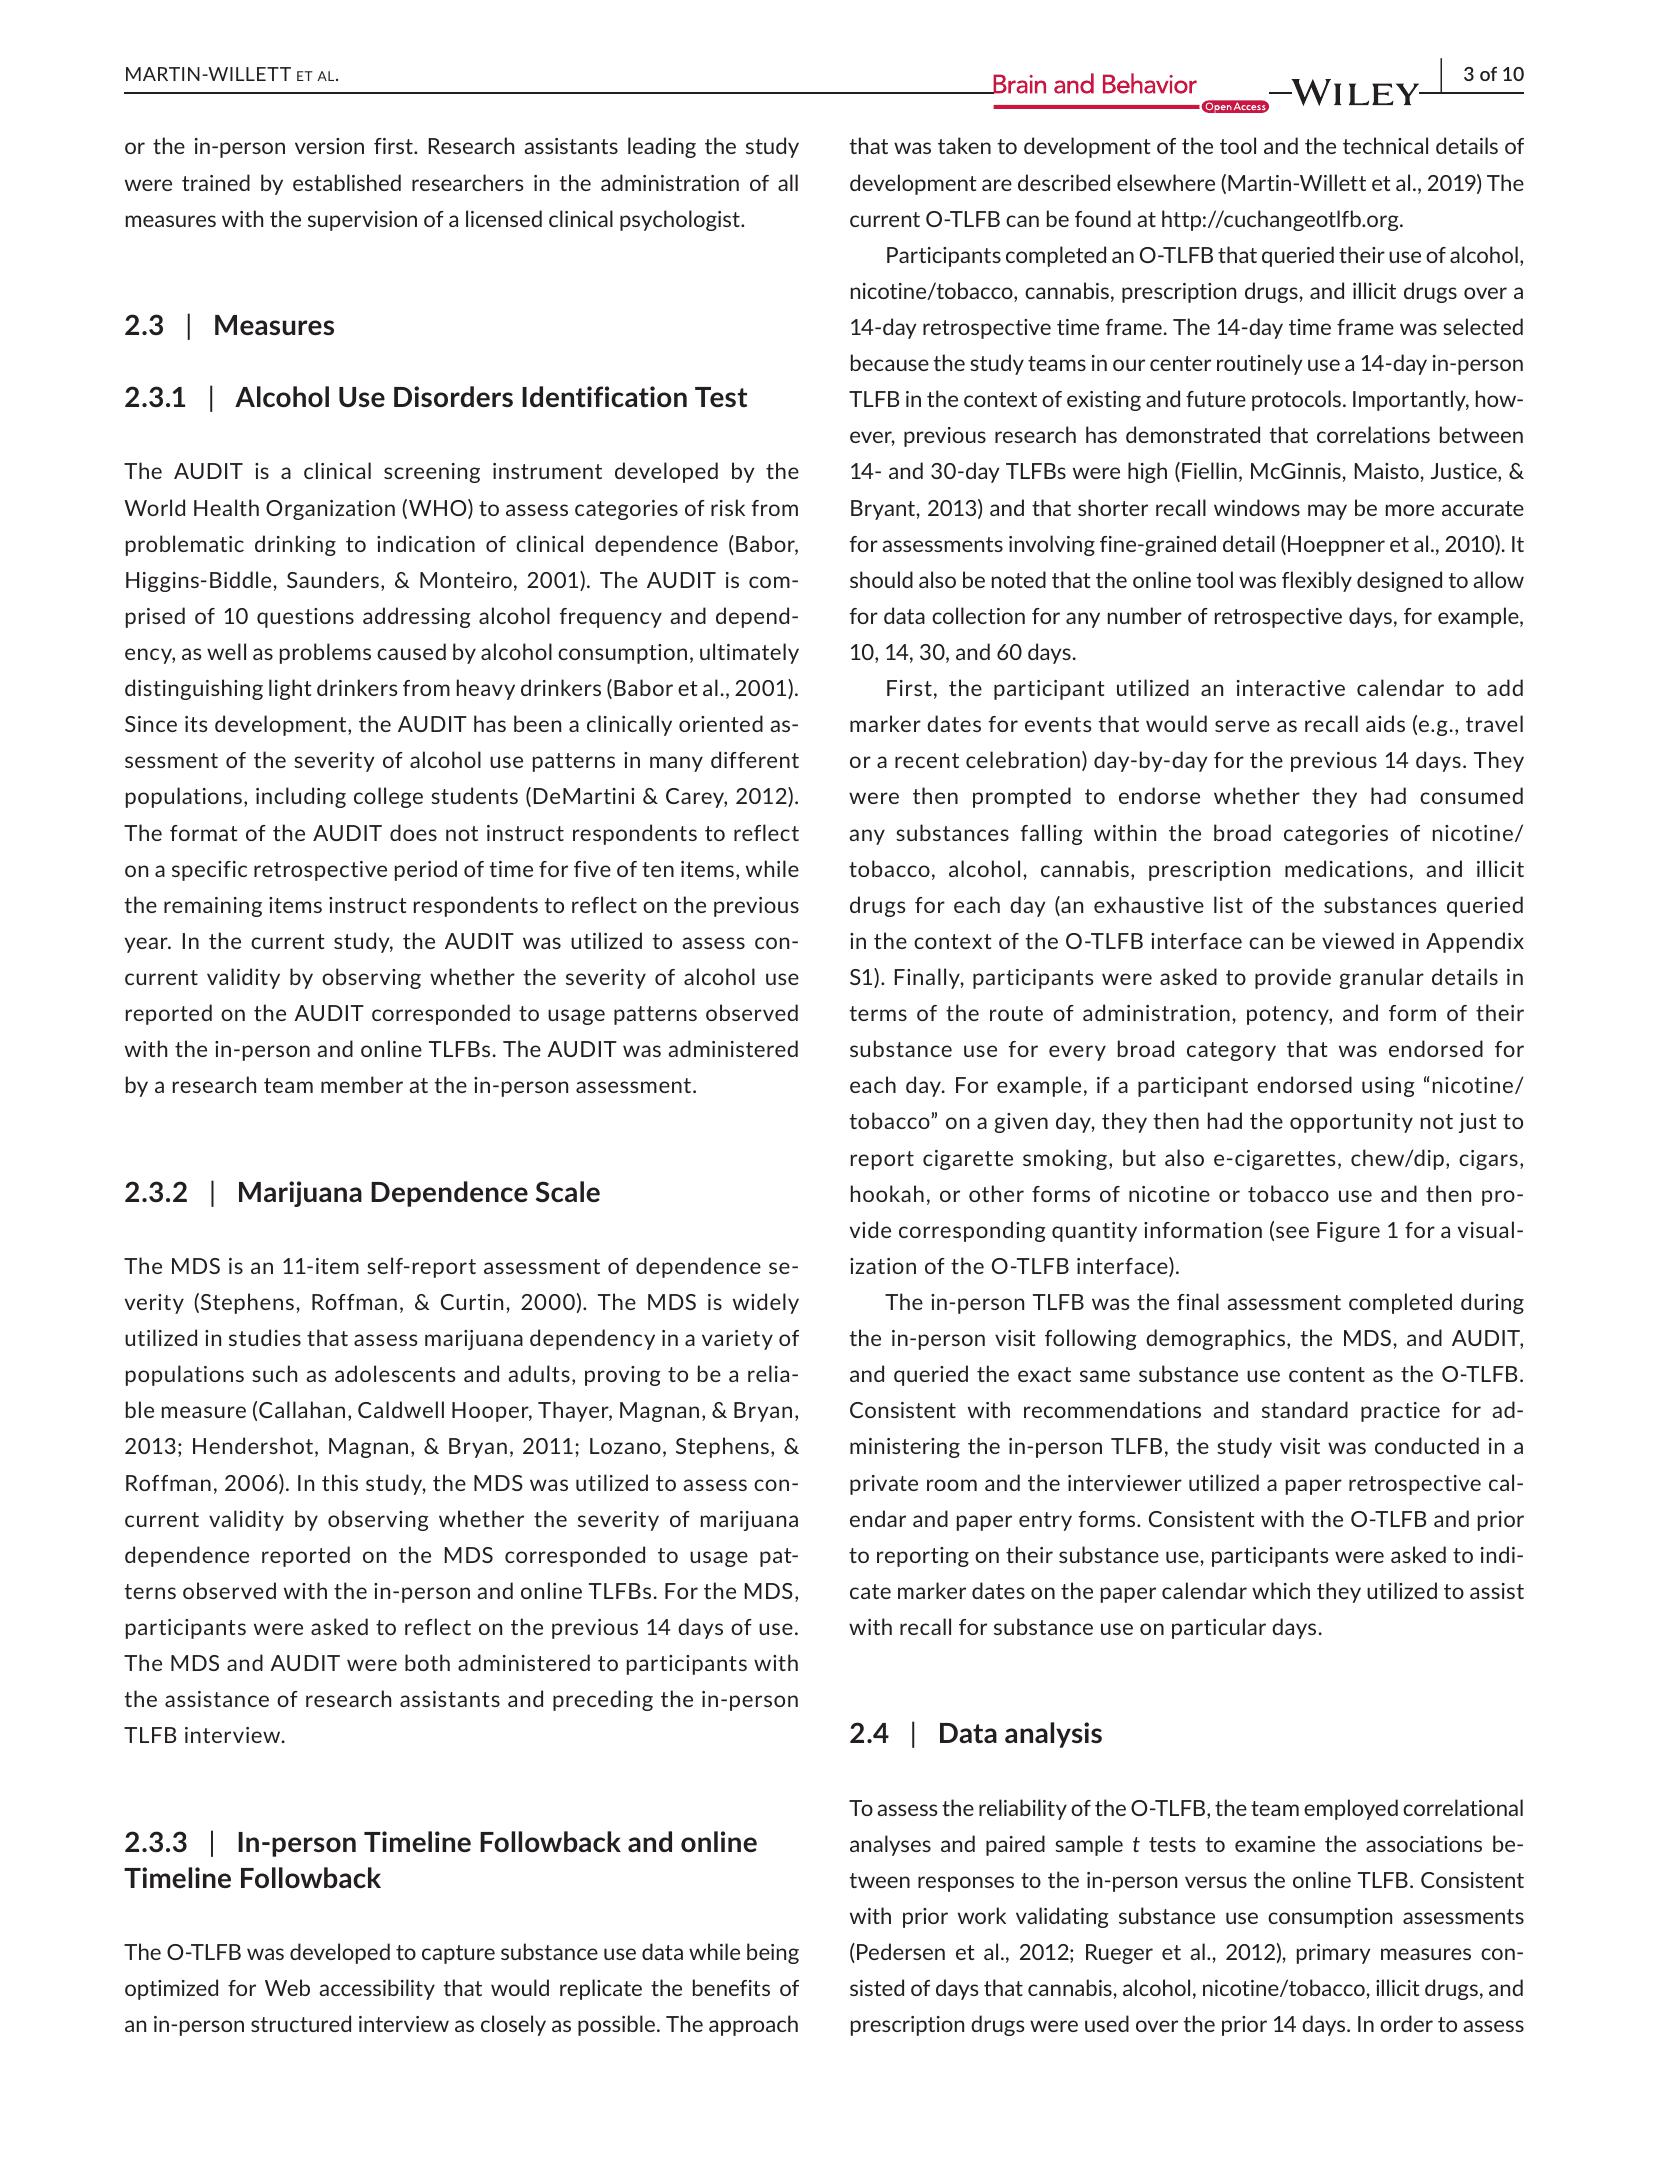 MARTIN-WILLETT ET AL.
Brain and Behavior
Open Access
WILEY
3 of 10
or the in-person version first. Research assistants leading the study
were trained by established researchers in the administration of all
measures with the supervision of a licensed clinical psychologist.
2.3 | Measures
2.3.1 | Alcohol Use Disorders Identification Test
The AUDIT is a clinical screening instrument developed by the
World Health Organization (WHO) to assess categories of risk from
problematic drinking to indication of clinical dependence (Babor,
Higgins-Biddle, Saunders, & Monteiro, 2001). The AUDIT is com-
prised of 10 questions addressing alcohol frequency and depend-
ency, as well as problems caused by alcohol consumption, ultimately
distinguishing light drinkers from heavy drinkers (Babor et al., 2001).
Since its development, the AUDIT has been a clinically oriented as-
sessment of the severity of alcohol use patterns in many different
populations, including college students (DeMartini & Carey, 2012).
The format of the AUDIT does not instruct respondents to reflect
on a specific retrospective period of time for five of ten items, while
the remaining items instruct respondents to reflect on the previous
year. In the current study, the AUDIT was utilized to assess con-
current validity by observing whether the severity of alcohol use
reported on the AUDIT corresponded to usage patterns observed
with the in-person and online TLFBs. The AUDIT was administered
by a research team member at the in-person assessment.
2.3.2 | Marijuana Dependence Scale
The MDS is an 11-item self-report assessment of dependence se-
verity (Stephens, Roffman, & Curtin, 2000). The MDS is widely
utilized in studies that assess marijuana dependency in a variety of
populations such as adolescents and adults, proving to be a relia-
ble measure (Callahan, Caldwell Hooper, Thayer, Magnan, & Bryan,
2013; Hendershot, Magnan, & Bryan, 2011; Lozano, Stephens, &
Roffman, 2006). In this study, the MDS was utilized to assess con-
current validity by observing whether the severity of marijuana
dependence reported on the MDS corresponded to usage pat-
terns observed with the in-person and online TLFBs. For the MDS,
participants were asked to reflect on the previous 14 days of use.
The MDS and AUDIT were both administered to participants with
the assistance of research assistants and preceding the in-person
TLFB interview.
2.3.3 | In-person Timeline Followback and online
Timeline Followback
The O-TLFB was developed to capture substance use data while being
optimized for Web accessibility that would replicate the benefits of
an in-person structured interview as closely as possible. The approach
that was taken to development of the tool and the technical details of
development are described elsewhere (Martin-Willett et al., 2019) The
current O-TLFB can be found at http://cuchangeotlfb.org.
Participants completed an O-TLFB that queried their use of alcohol,
nicotine/tobacco, cannabis, prescription drugs, and illicit drugs over a
14-day retrospective time frame. The 14-day time frame was selected
because the study teams in our center routinely use a 14-day in-person
TLFB in the context of existing and future protocols. Importantly, how-
ever, previous research has demonstrated that correlations between
14- and 30-day TLFBs were high (Fiellin, McGinnis, Maisto, Justice, &
Bryant, 2013) and that shorter recall windows may be more accurate
for assessments involving fine-grained detail (Hoeppner et al., 2010). It
should also be noted that the online tool was flexibly designed to allow
for data collection for any number of retrospective days, for example,
10, 14, 30, and 60 days.
First, the participant utilized an interactive calendar to add
marker dates for events that would serve as recall aids (e.g., travel
or a recent celebration) day-by-day for the previous 14 days. They
were then prompted to endorse whether they had consumed
any substances falling within the broad categories of nicotine/
tobacco, alcohol, cannabis, prescription medications, and illicit
drugs for each day (an exhaustive list of the substances queried
in the context of the O-TLFB interface can be viewed in Appendix
S1). Finally, participants were asked to provide granular details in
terms of the route of administration, potency, and form of their
substance use for every broad category that was endorsed for
each day. For example, if a participant endorsed using “nicotine/
tobacco” on a given day, they then had the opportunity not just to
report cigarette smoking, but also e-cigarettes, chew/dip, cigars,
hookah, or other forms of nicotine or tobacco use and then pro-
vide corresponding quantity information (see Figure 1 for a visual-
ization of the O-TLFB interface).
The in-person TLFB was the final assessment completed during
the in-person visit following demographics, the MDS, and AUDIT,
and queried the exact same substance use content as the O-TLFB.
Consistent with recommendations and standard practice for ad-
ministering the in-person TLFB, the study visit was conducted in a
private room and the interviewer utilized a paper retrospective cal-
endar and paper entry forms. Consistent with the O-TLFB and prior
to reporting on their substance use, participants were asked to indi-
cate marker dates on the paper calendar which they utilized to assist
with recall for substance use on particular days.
2.4 | Data analysis
To assess the reliability of the O-TLFB, the team employed correlational
analyses and paired sample t tests to examine the associations be-
tween responses to the in-person versus the online TLFB. Consistent
with prior work validating substance use consumption assessments
(Pedersen et al., 2012; Rueger et al., 2012), primary measures con-
sisted of days that cannabis, alcohol, nicotine/tobacco, illicit drugs, and
prescription drugs were used over the prior 14 days. In order to assess